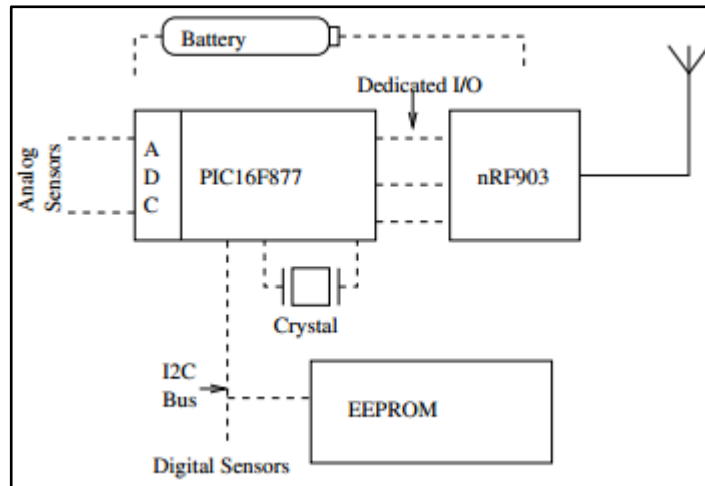 Battery
Dedicated I/O
Analog
Sensors
A
D
C
PIC16F877
nRF903
Crystal
I2C
Bus
EEPROM
Digital Sensors